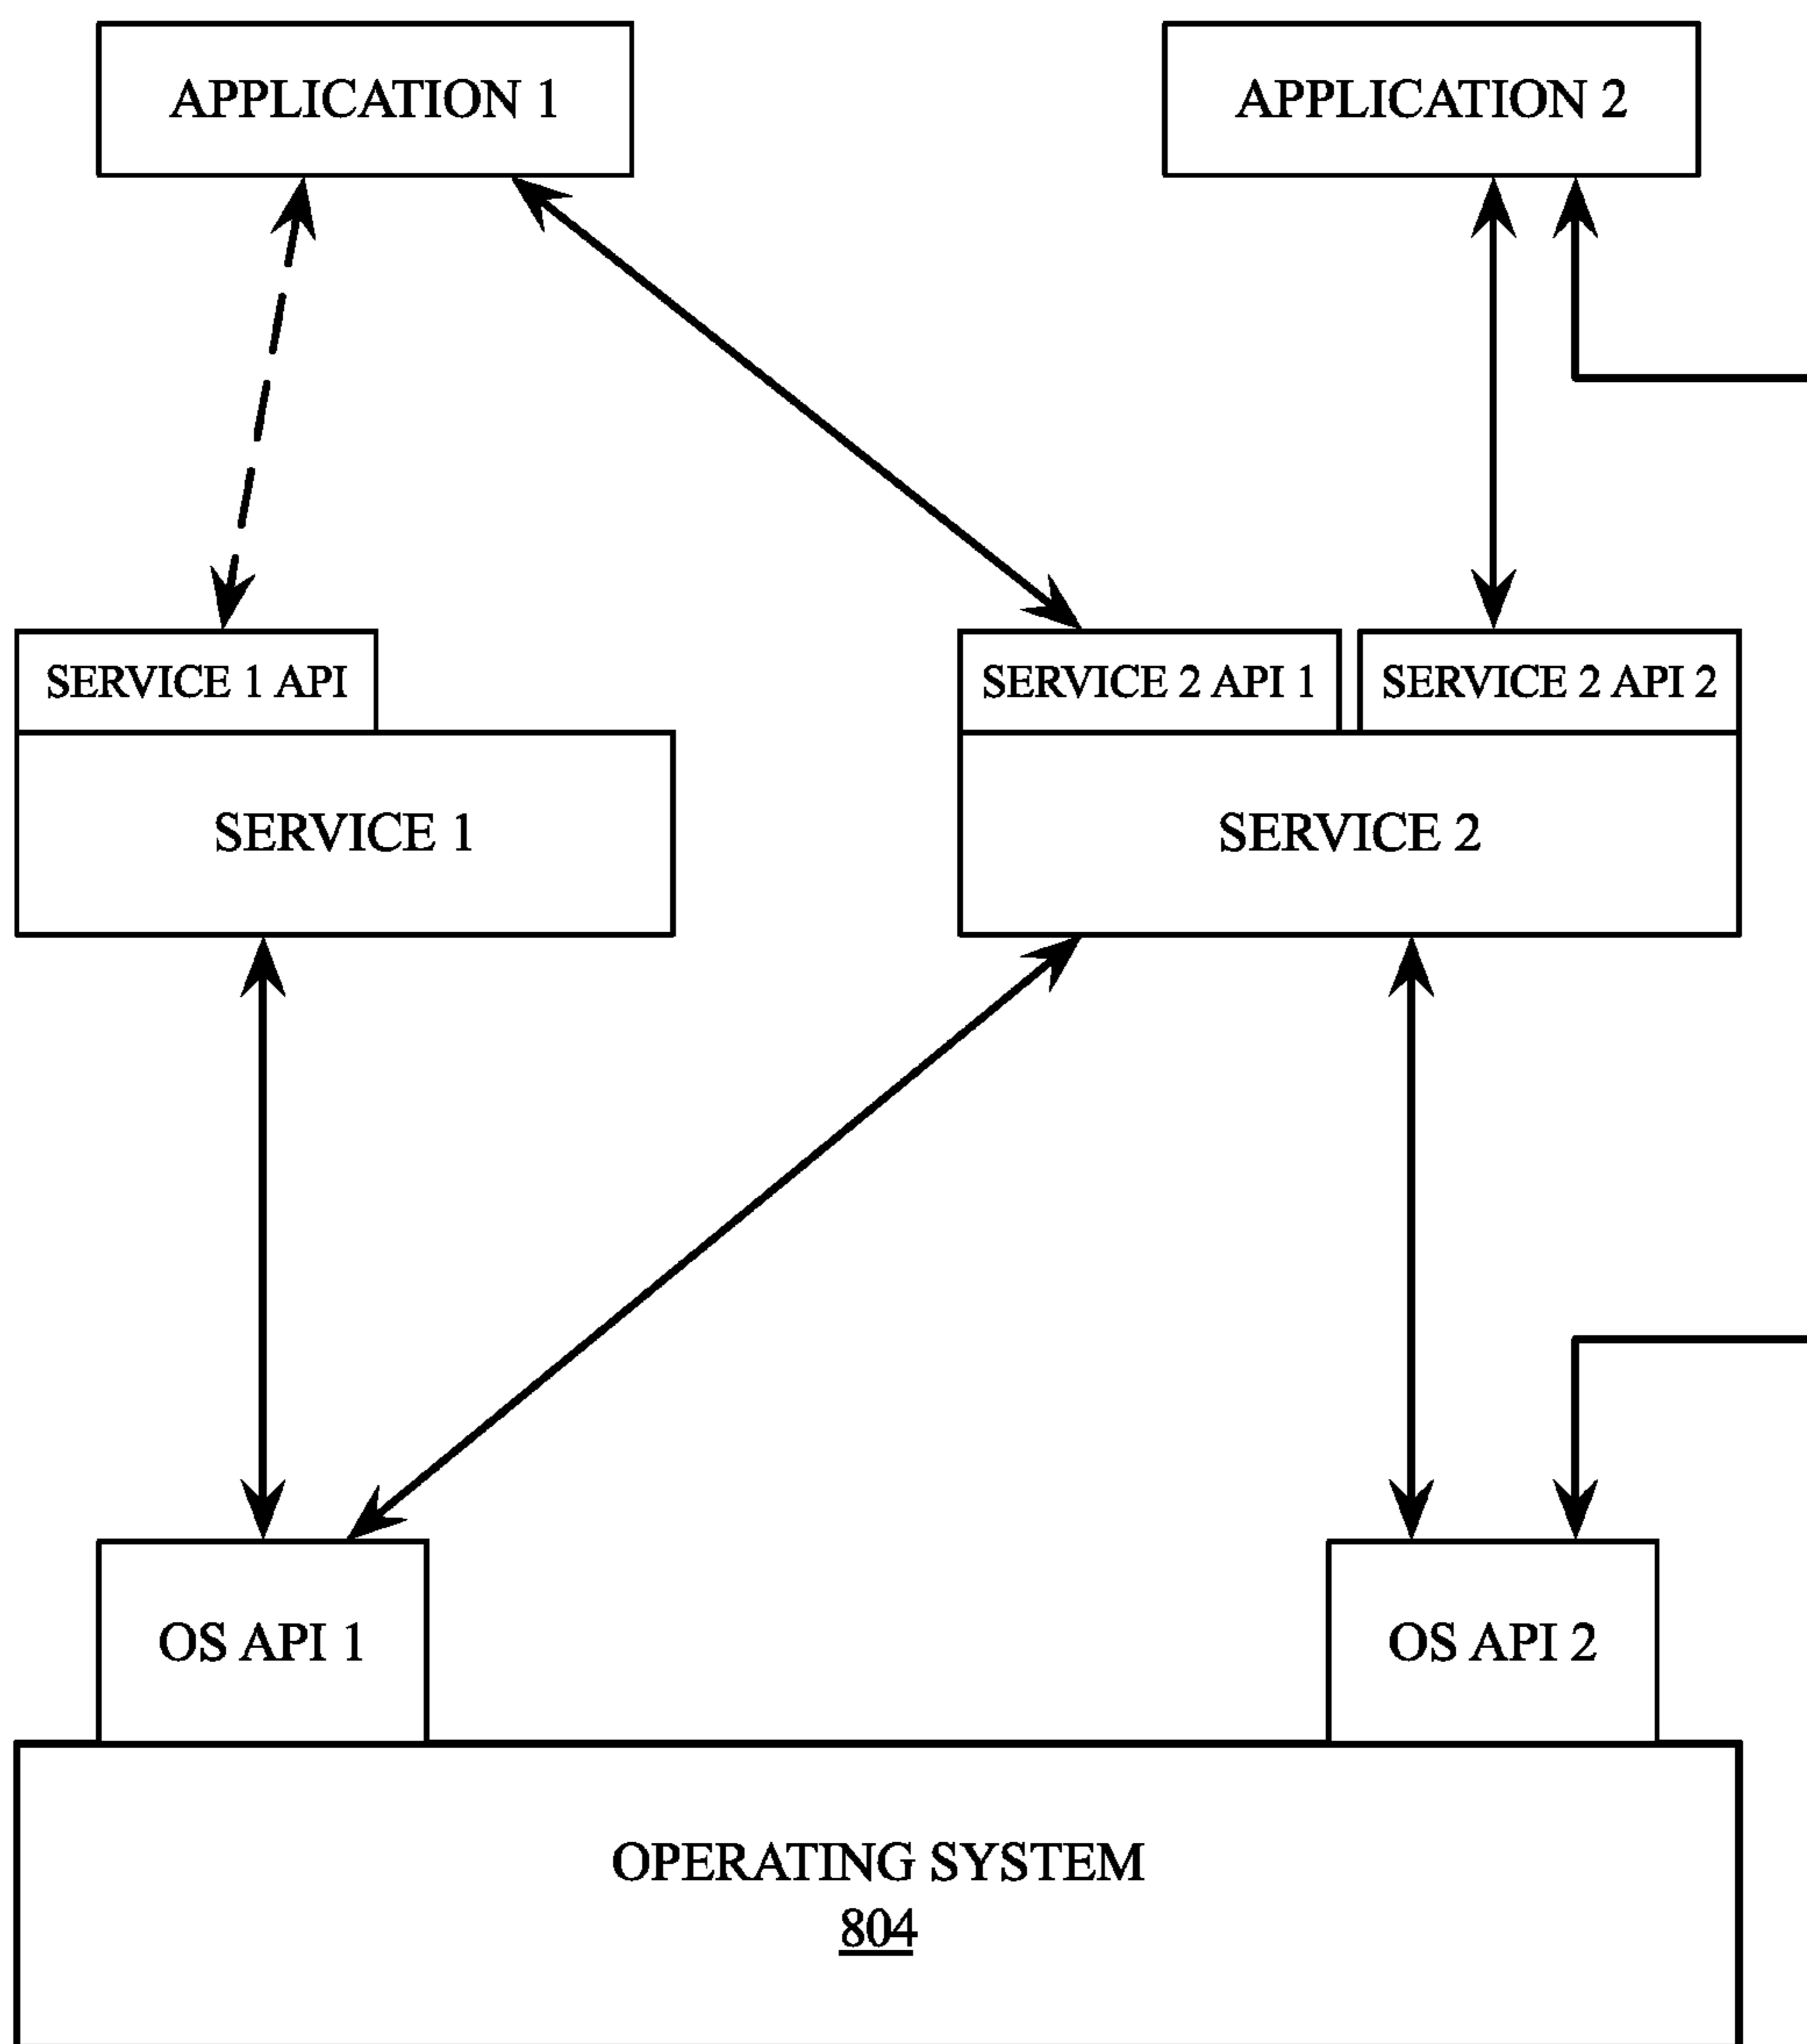 APPLICATION 1
APPLICATION 2
SERVICE 1 API
SERVICE 2 API 1
SERVICE 2 API 2
SERVICE 1
SERVICE 2
OS API 1
OS API 2
OPERATING SYSTEM
804